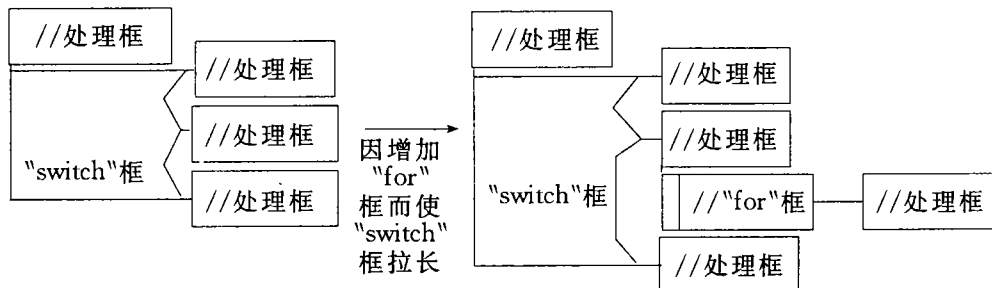 //处理框
//处理框
//处理框
"switch"框
//处理框
因增加
"for"
框而使
"switch"
框拉长
//处理框
//处理框
//处理框
"switch"框
//"for"框
//处理框
//处理框